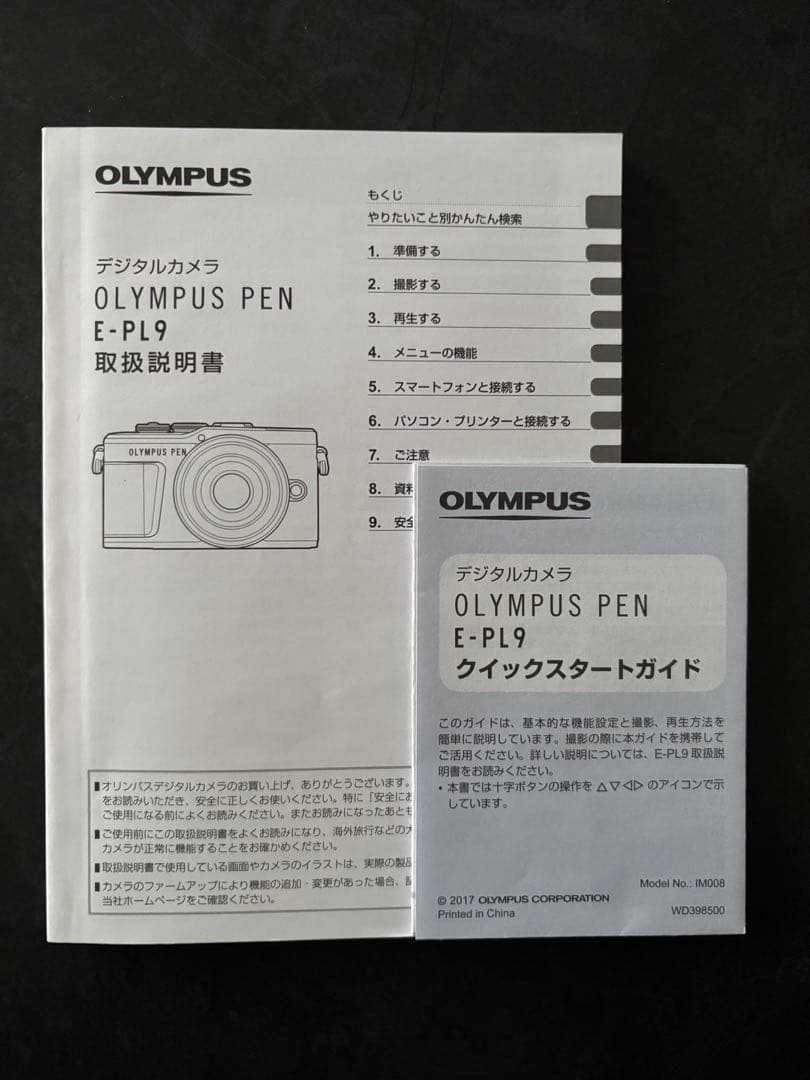 OLYMPUS
デジタルカメラ
OLYMPUS PEN
E-PL9
取扱説明書
OLYMPUS PEN
もくじ
やりたいこと別かんたん検索
1. 準備する
2. 撮影する
3. 再生する
4. メニューの機能
5. スマートフォンと接続する
6. パソコン・プリンターと接続する
7. ご注意
8. 資料
9. 安全
■オリンパスデジタルカメラのお買い上げ、ありがとうございます。
をお読みいただき、安全に正しくお使いください。特に「安全にお
ご使用になる前によくお読みください。またお読みになったあとも
■ご使用前にこの取扱説明書をよくお読みになり、海外旅行などの大
カメラが正常に機能することをお確かめください。
■取扱説明書で使用している画面やカメラのイラストは、実際の製品
■カメラのファームアップにより機能の追加・変更があった場合、
当社ホームページをご確認ください。
OLYMPUS
デジタルカメラ
OLYMPUS PEN
E-PL9
クイックスタートガイド
このガイドは、基本的な機能設定と撮影、再生方法を
簡単に説明しています。撮影の際に本ガイドを携帯して
ご活用ください。詳しい説明については、E-PL9 取扱説
明書をお読みください。
• 本書では十字ボタンの操作を △▽◁▷ のアイコンで示
しています。
Model No.: IM008
© 2017 OLYMPUS CORPORATION
Printed in China
WD398500